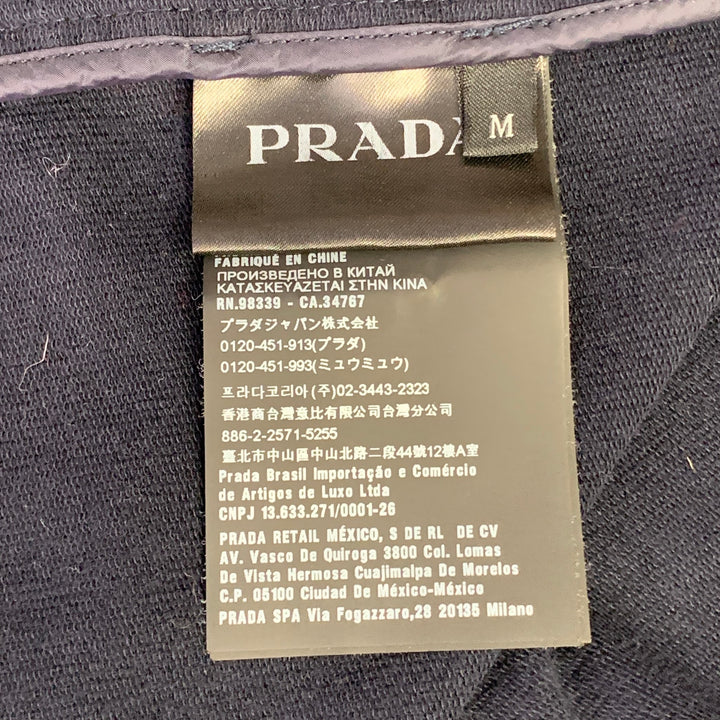 PRADA
M
FABRIQUÉ EN CHINE
ПРОИЗВЕДЕНО В КИТАЙ
ΚΑΤΑΣΚΕΥΑΖΕΤΑΙ ΣΤΗΝ ΚΙΝΑ
RN.98339 - CA.34767
プラダジャパン株式会社
0120-451-913(プラダ)
0120-451-993(ミュウミュウ)
프라다코리아 (주)02-3443-2323
香港商台灣意比有限公司台灣分公司
886-2-2571-5255
臺北市中山區中山北路二段44號12樓A室
Prada Brasil Importação e Comércio
de Artigos de Luxo Ltda
CNPJ 13.633.271/0001-26
PRADA RETAIL MÉXICO, S DE RL DE CV
AV. Vasco De Quiroga 3800 Col. Lomas
De Vista Hermosa Cuajimalpa De Morelos
C.P. 05100 Ciudad De México-México
PRADA SPA Via Fogazzaro,28 20135 Milano